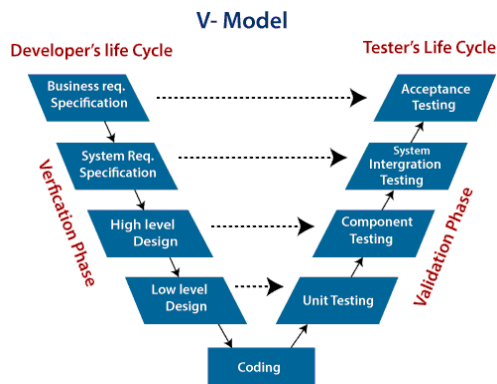 V- Model
Developer's life Cycle
Tester's Life Cycle
Business req.
Specification
Acceptance
Testing
System Req.
Specification
System
Intergration
Testing
High level
Design
Component
Testing
Low level
Design
Unit Testing
Coding
Verfication Phase
Validation Phase